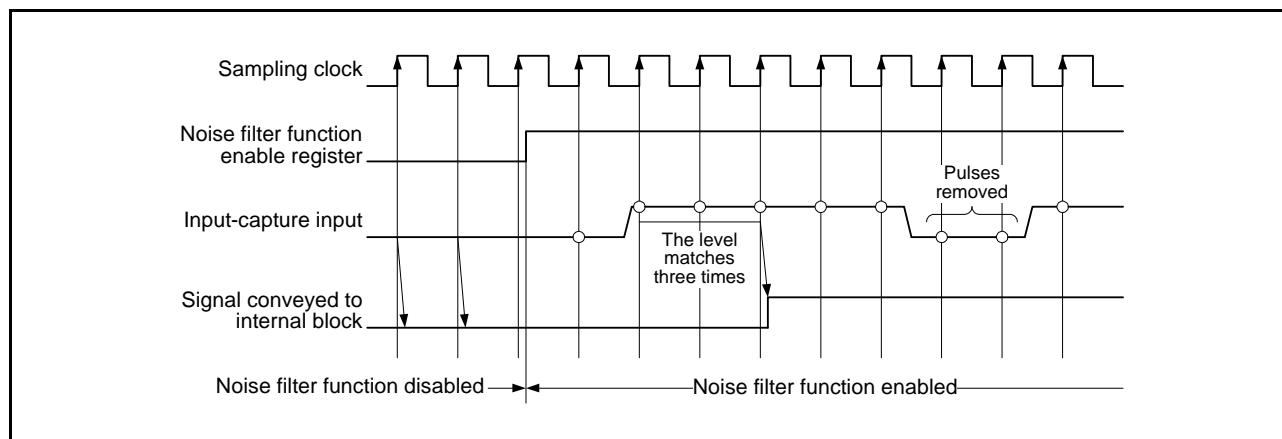 Sampling clock
Noise filter function
enable register
Pulses
removed
Input-capture input
The level
matches
three times
Signal conveyed to
internal block
Noise filter function disabled
Noise filter function enabled